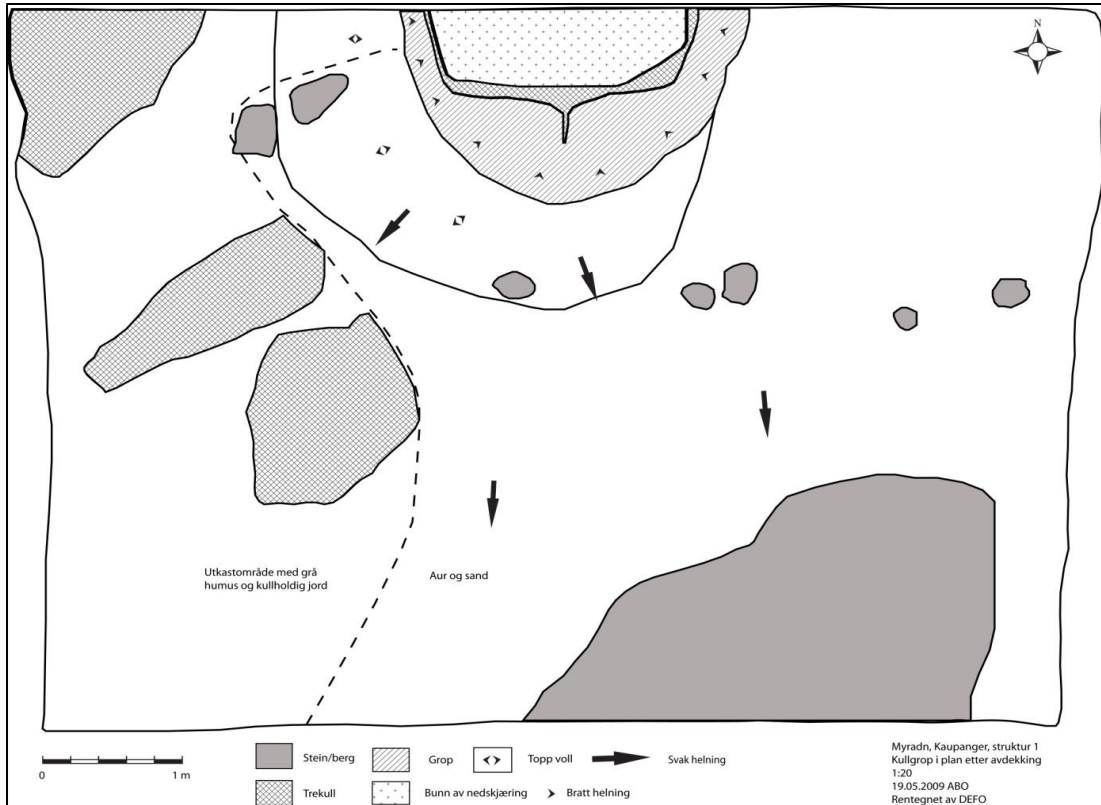 N
Utkastområde med grå
humus og kullholdig jord
Aur og sand
0 1 m
Stein/berg
Grop
Topp voll
Svak helning
Trekull
Bunn av nedskjæring
Bratt helning
Myradn, Kaupanger, struktur 1
Kullgrop i plan etter avdekking
1:20
19.05.2009 ABO
Rentegnet av DEFO